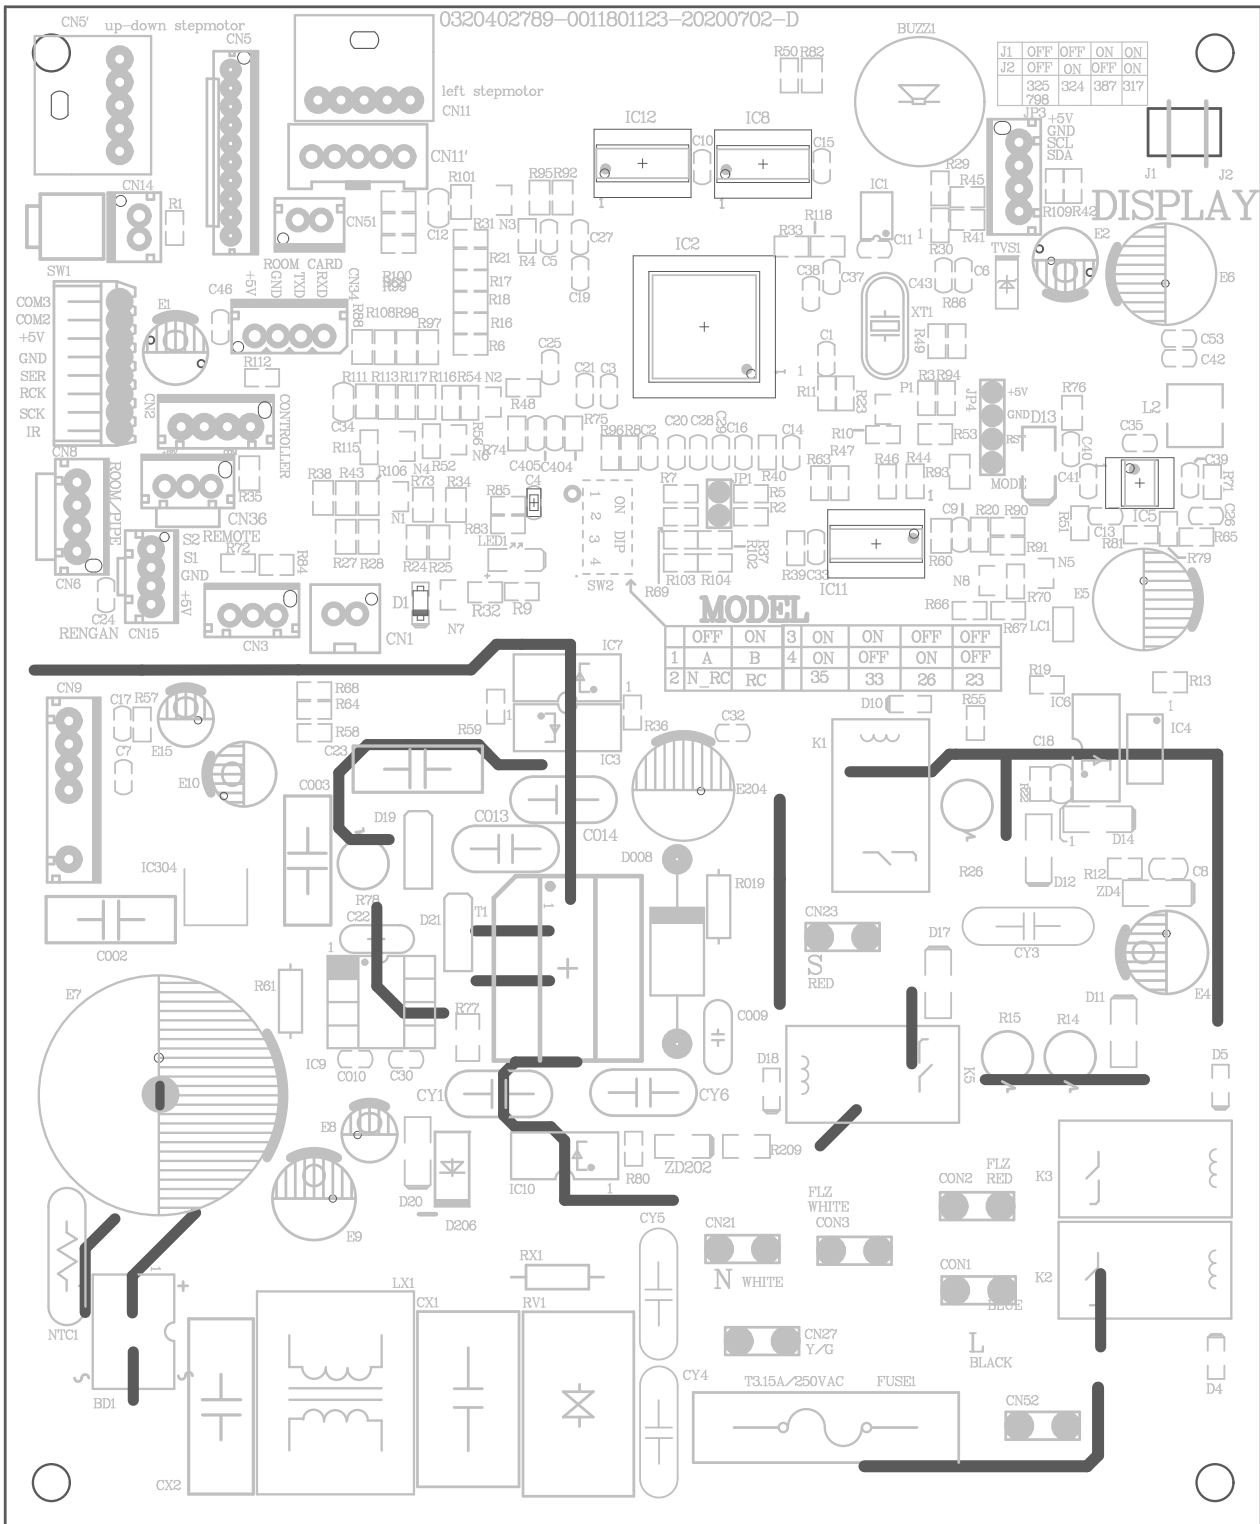 0320402789-0011801123-20200702-D
CN5'
up-down stepmotor
CN5
left stepmotor
CN11
BUZZ1
R50 R82
J1 OFF OFF ON ON
J2 OFF ON OFF ON
325 324 387 317
798
JP3
+5V
GND
SCL
SDA
J1
J2
IC12
C10
IC8
C15
CN11'
CN14
R1
R101
R95 R92
R29
R45
IC1
R109 R42
DISPLAY
CN51
C12
R31
N3
R4 C5
C27
R118
R33
C11
R30
R41
TVS1
E2
SW1
ROOM CARD
+5V
GND
TXD
RXD
CN34
R100
R99
R21
R17
R18
R16
R6
C19
IC2
C38
C37
C43
C6
R86
E6
COM3
COM2
+5V
GND
SER
RCK
SCK
IR
E1
C46
R88
R108 R98
R97
XT1
R49
C53
C42
R112
CN2
CONTROLLER
R111 R113 R117 R116 R54 N2
C25
C21 C3
R48
C1
R11
R23
P1
R3 R94
JP4
+5V
GND
RST
MODE
D13
R76
L2
C34
R115
R106
N4
R52
R56
N6
R74
R75
C405 C404
R96 R8 C2
C20 C28
C29
C16
C14
R10
R53
C35
C40
CN8
ROOM/PIPE
R35
CN36
REMOTE
R38
R43
N1
R73
R34
R85
C4
R83
LED1
ON DIP
1 2 3 4
SW2
R7
JP1
R5
R2
R40
R63
R47
R46
R44
R93
C41
C39
R71
IC5
CN6
S2
S1
GND
+5V
R72
R84
R27 R28
R24
R25
R103 R104
R102
R37
R39 C33
IC11
C9
R20
R90
R60
R91
R51
C13
R81
C36
R65
R79
C24
RENGAN
CN15
CN3
CN1
D1
N7
R32
R9
R69
MODEL
N8
N5
R70
R66
R67
E5
LC1
OFF ON 3 ON ON OFF OFF
1 A B 4 ON OFF ON OFF
2 N_RC RC 35 33 26 23
IC7
CN9
C17
R57
R68
R64
R58
R59
IC3
R36
C32
D10
R55
R19
IC6
R13
IC4
E15
C7
E10
C23
K1
C18
R22
C003
D19
C013
C014
E204
D14
IC304
R78
D008
R26
D12
R12
C8
ZD4
C002
C22
D21
T1
R019
CN23
S
RED
D17
CY3
E4
E7
R61
IC9
C010
C30
R77
C009
D18
K5
R15
R14
D11
D5
CY1
CY6
E8
D20
D206
IC10
R80
ZD202
R209
E9
FLZ
WHITE
CON3
CON2
FLZ
RED
K3
CY5
CN21
N WHITE
CON1
BLUE
K2
NTC1
BD1
LX1
CX1
RX1
RV1
CN27
Y/G
L
BLACK
D4
CY4
T3.15A/250VAC FUSE1
CN52
CX2